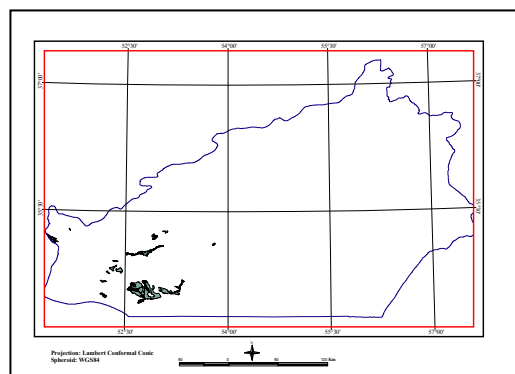 52°30' 54°00' 55°30' 57°00'
37°00' 37°00'
35°30' 35°30'
52°30' 54°00' 55°30' 57°00'
Projection: Lambert Conformal Conic
Spheroid: WGS84
60 0 60 120 Km